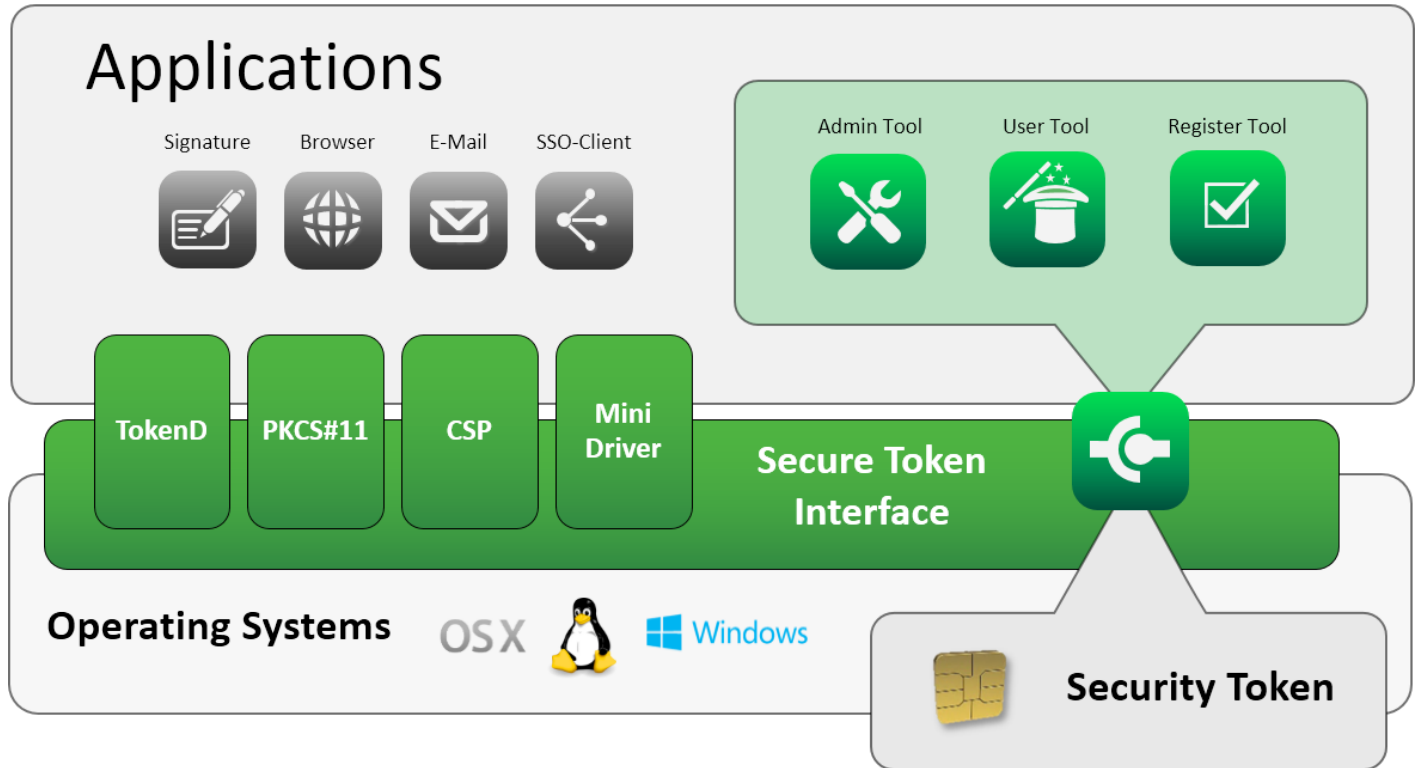 Applications
Signature
Browser
E-Mail
SSO-Client
Admin Tool
User Tool
Register Tool
TokenD
PKCS#11
CSP
Mini
Driver
Secure Token
Interface
Operating Systems
OS X
Windows
Security Token